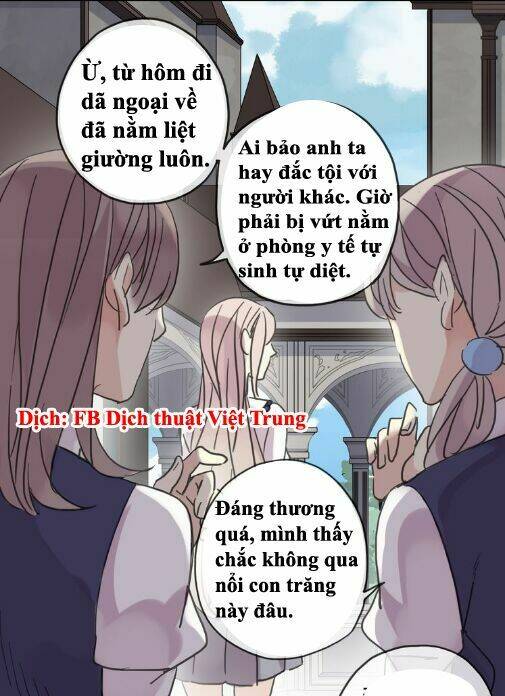 Ừ, từ hôm đi
dã ngoại về
đã nằm liệt
giường luôn.
Ai bảo anh ta
hay đắc tội với
người khác. Giờ
phải bị vứt nằm
ở phòng y tế tự
sinh tự diệt.
Dịch: FB Dịch thuật Việt Trung
Đáng thương
quá, mình thấy
chắc không qua
nổi con trăng
này đâu.